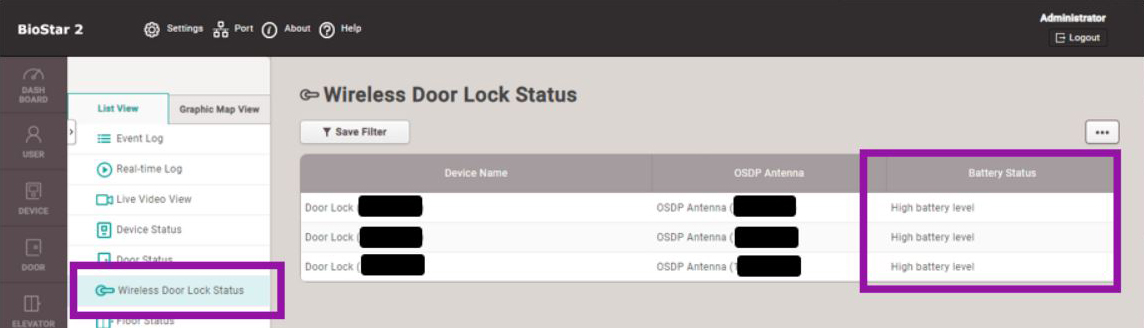 BioStar 2
Settings Port About Help
Administrator
Logout
DASH
BOARD
USER
DEVICE
DOOR
ELEVATOR
List View Graphic Map View
Event Log
Real-time Log
Live Video View
Device Status
Door Status
Wireless Door Lock Status
Floor Status
Wireless Door Lock Status
Save Filter
...
Device Name OSDP Antenna Battery Status
Door Lock ( ) OSDP Antenna ( High battery level
Door Lock ( ) OSDP Antenna ( High battery level
Door Lock ( OSDP Antenna (1 High battery level